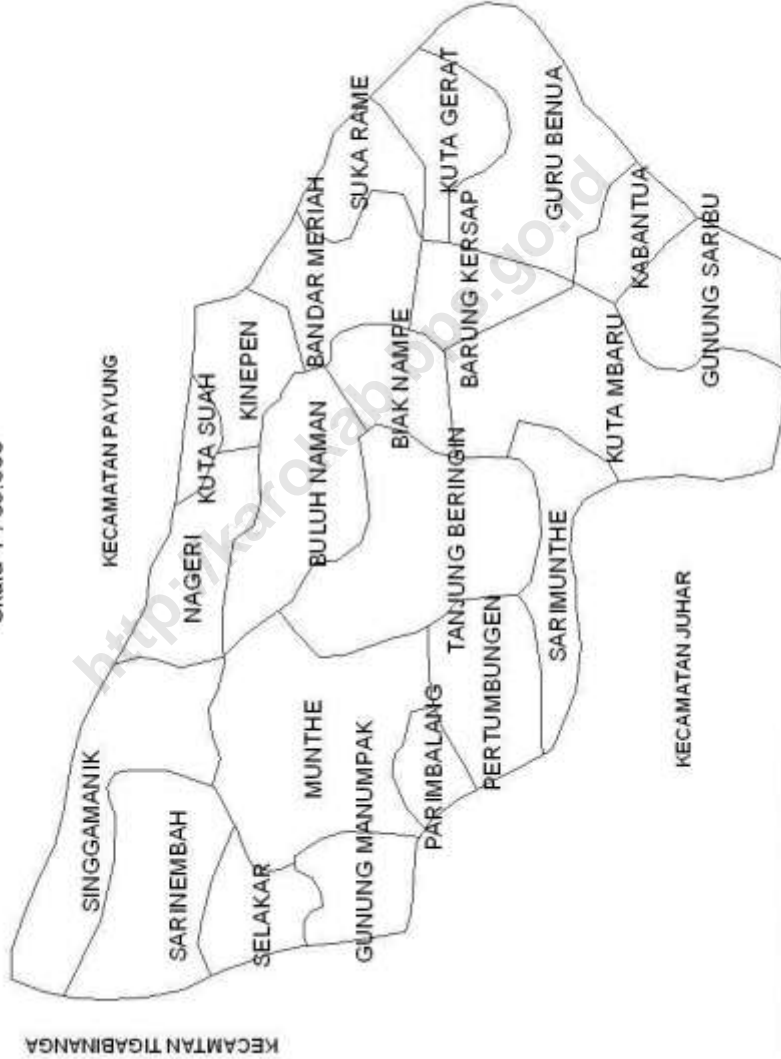 KECAMATAN PAYUNG
KECAMTAN TIGABINANGA
SINGGAMANIK
NAGERI
KUTA SUAH
KINEPEN
BANDAR MERIAH
SUKA RAME
SARINEMBAH
SELAKAR
MUNTHE
BULUH NAMAN
BIAK NAMPE
KUTA GERAT
GUNUNG MANUMPAK
PARIMBALANG
TANJUNG BERINGIN
BARUNG KERSAP
GURU BENUA
PERTUMBUNGEN
SARIMUNTHE
KUTA MBARU
KABANTUA
GUNUNG SARIBU
KECAMATAN JUHAR
http://karokab.bps.go.id